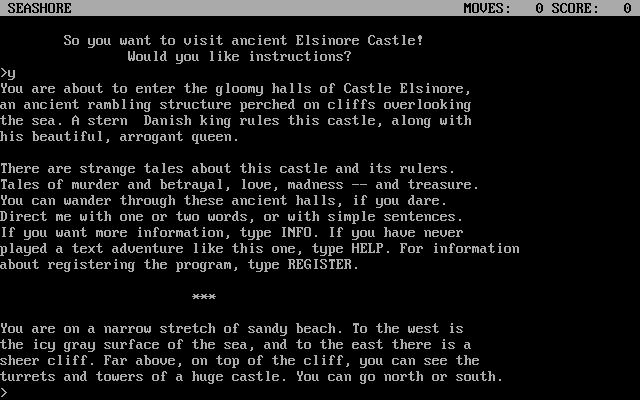 SEASHORE MOVES: 0 SCORE: 0
So you want to visit ancient Elsinore Castle!
Would you like instructions?
>y
You are about to enter the gloomy halls of Castle Elsinore,
an ancient rambling structure perched on cliffs overlooking
the sea. A stern  Danish king rules this castle, along with
his beautiful, arrogant queen.
There are strange tales about this castle and its rulers.
Tales of murder and betrayal, love, madness -- and treasure.
You can wander through these ancient halls, if you dare.
Direct me with one or two words, or with simple sentences.
If you want more information, type INFO. If you have never
played a text adventure like this one, type HELP. For information
about registering the program, type REGISTER.
***
You are on a narrow stretch of sandy beach. To the west is
the icy gray surface of the sea, and to the east there is a
sheer cliff. Far above, on top of the cliff, you can see the
turrets and towers of a huge castle. You can go north or south.
>